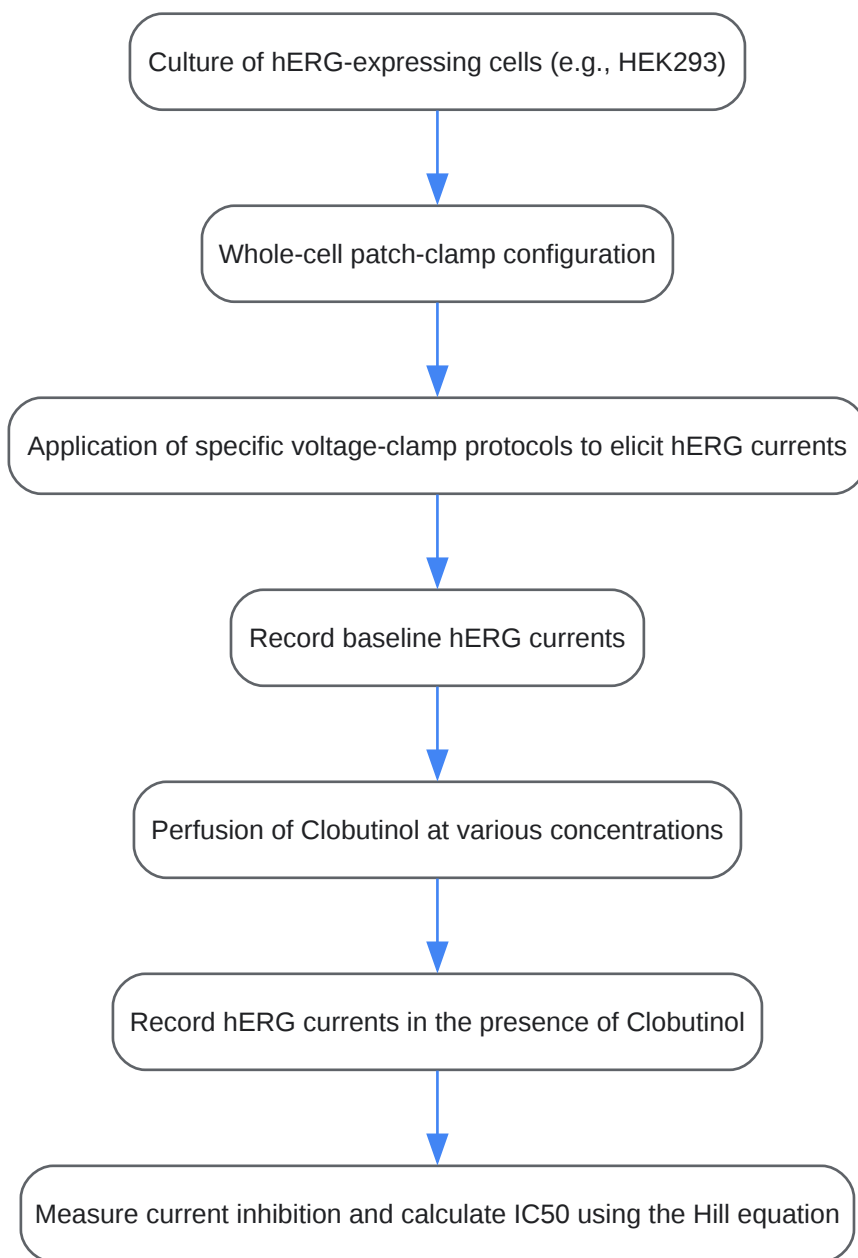 Culture of hERG-expressing cells (e.g., HEK293)
Whole-cell patch-clamp configuration
Application of specific voltage-clamp protocols to elicit hERG currents
Record baseline hERG currents
Perfusion of Clobutinol at various concentrations
Record hERG currents in the presence of Clobutinol
Measure current inhibition and calculate IC50 using the Hill equation